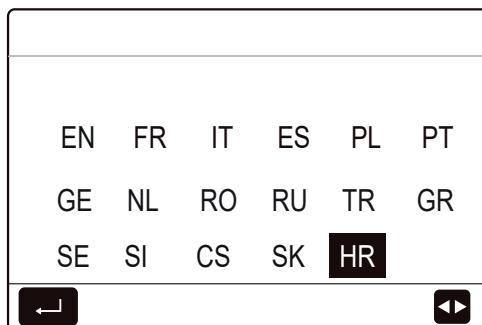 EN FR IT ES PL PT
GE NL RO RU TR GR
SE SI CS SK HR